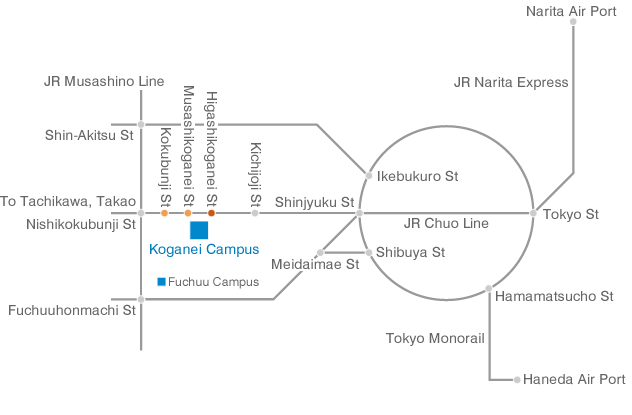 Narita Air Port
JR Musashino Line
JR Narita Express
Shin-Akitsu St
Kokubunji St
Musashikoganei St
Higashikoganei St
Kichijoji St
Ikebukuro St
To Tachikawa, Takao
Nishikokubunji St
Shinjyuku St
JR Chuo Line
Tokyo St
Koganei Campus
Meidaimae St
Shibuya St
Fuchuu Campus
Fuchuuhonmachi St
Hamamatsucho St
Tokyo Monorail
Haneda Air Port